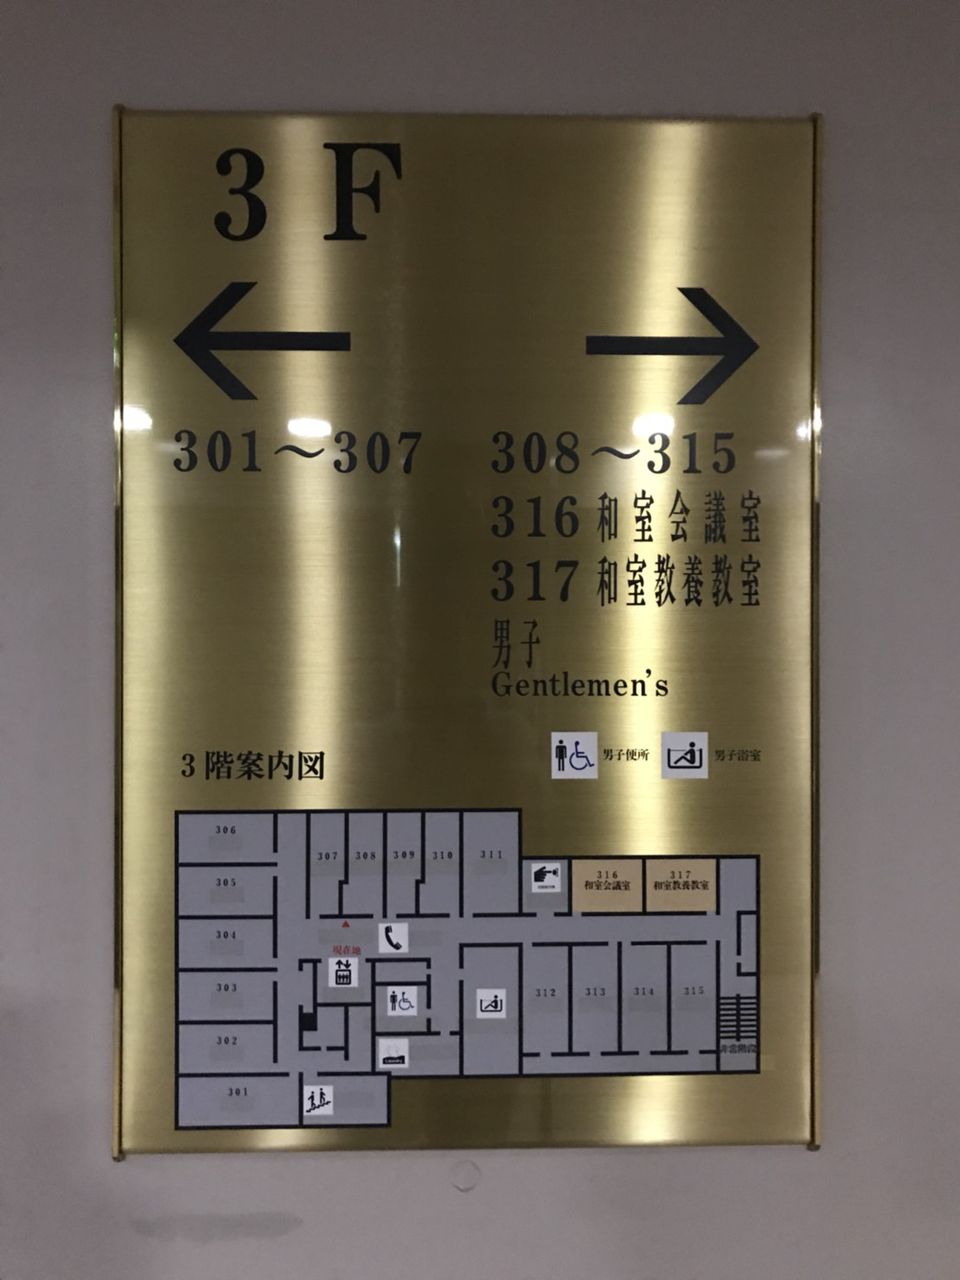 3 F
301～307
308～315
316 和室会議室
317 和室教養教室
男子
Gentlemen's
男子便所
男子浴室
3 階案内図
306
307
308
309
310
311
316
和室会議室
317
和室教養教室
305
304
現在地
303
312
313
314
315
302
非常階段
301